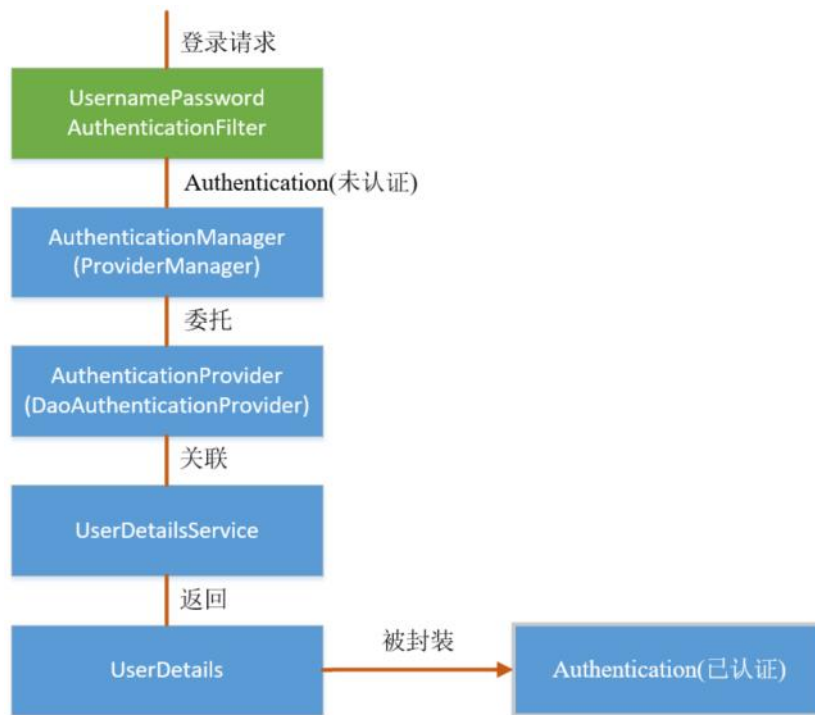 登录请求
UsernamePassword
AuthenticationFilter
Authentication(未认证)
AuthenticationManager
(ProviderManager)
委托
AuthenticationProvider
(DaoAuthenticationProvider)
关联
UserDetailsService
返回
UserDetails
被封装
Authentication(已认证)